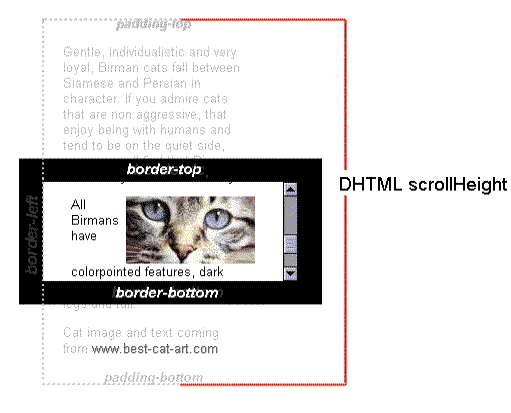 padding-top
Gentle, individualistic and very
loyal, Birman cats fall between
Siamese and Persian in
character. If you admire cats
that are non aggressive, that
enjoy being with humans and
tend to be on the quiet side,
border-top
DHTML scrollHeight
border-left
All
Birmans
have
colorpointed features, dark
border-bottom
Cat image and text coming
from www.best-cat-art.com
padding-bottom